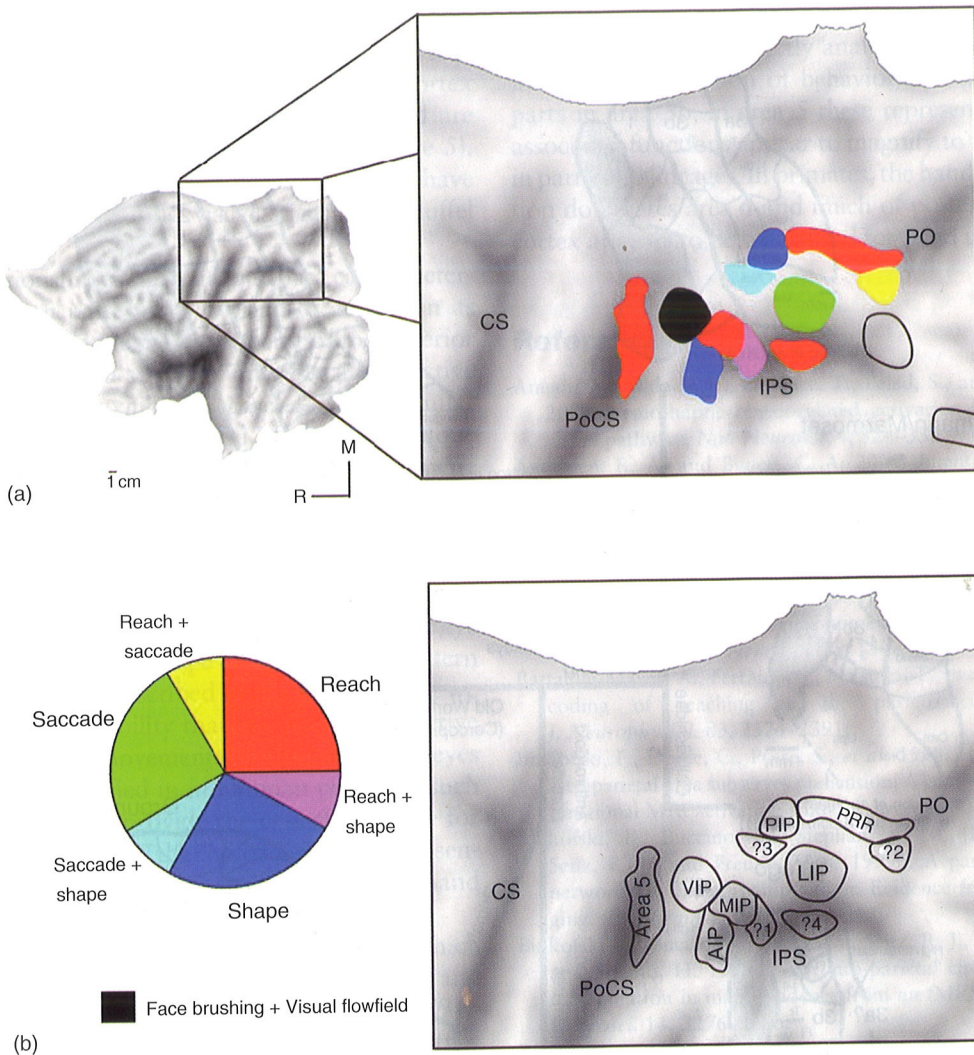 PO
CS
IPS
PoCS
1 cm
M
R
(a)
Reach +
saccade
Reach
Saccade
Reach +
shape
Saccade +
shape
Shape
Face brushing + Visual flowfield
PO
PIP
PRR
?3
?2
LIP
VIP
Area 5
MIP
CS
AIP
?1
?4
IPS
PoCS
(b)